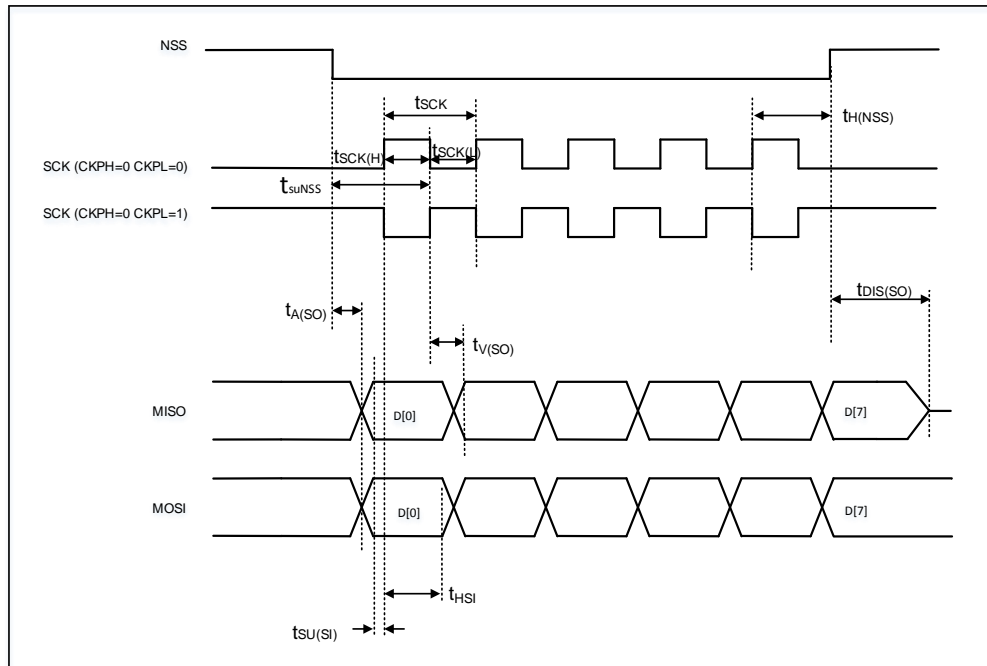 NSS
tSCK
tH(NSS)
tSCK(H)
tSCK(L)
SCK (CKPH=0 CKPL=0)
tsuNSS
SCK (CKPH=0 CKPL=1)
tDIS(SO)
tA(SO)
tV(SO)
MISO
D[0]
D[7]
MOSI
D[0]
D[7]
tHSI
tSU(SI)